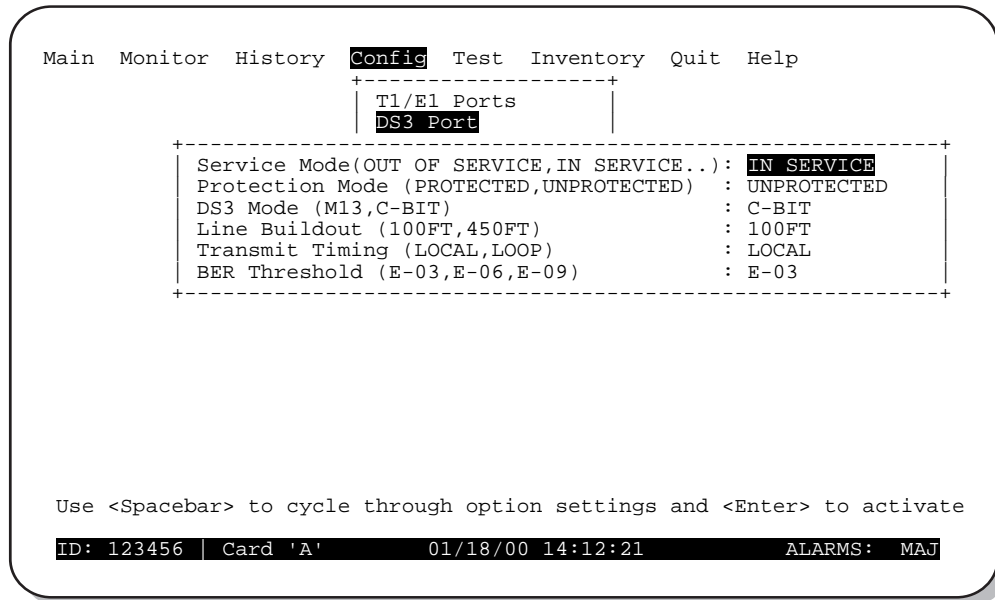 Main  Monitor  History  Config  Test  Inventory  Quit  Help
+-------------------+
| T1/E1 Ports       |
| DS3 Port          |
+-----------------------------------------------------------+
| Service Mode(OUT OF SERVICE,IN SERVICE..): IN SERVICE     |
| Protection Mode (PROTECTED,UNPROTECTED)  : UNPROTECTED    |
| DS3 Mode (M13,C-BIT)                     : C-BIT          |
| Line Buildout (100FT,450FT)              : 100FT          |
| Transmit Timing (LOCAL,LOOP)             : LOCAL          |
| BER Threshold (E-03,E-06,E-09)           : E-03           |
+-----------------------------------------------------------+
Use <Spacebar> to cycle through option settings and <Enter> to activate
ID: 123456 | Card 'A'        01/18/00 14:12:21           ALARMS:  MAJ